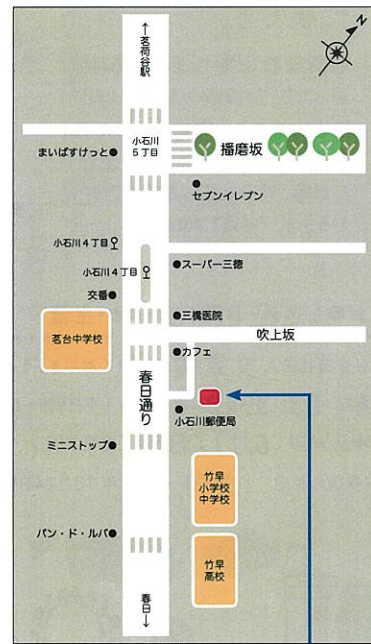 ↑茗荷谷駅
小石川
5丁目
播磨坂
まいばすけっと
セブンイレブン
小石川4丁目
小石川4丁目
スーパー三徳
交番
三橋医院
茗台中学校
吹上坂
カフェ
春日通り
小石川郵便局
ミニストップ
竹早
小学校
中学校
パン・ド・ルパ
竹早
高校
春日↓